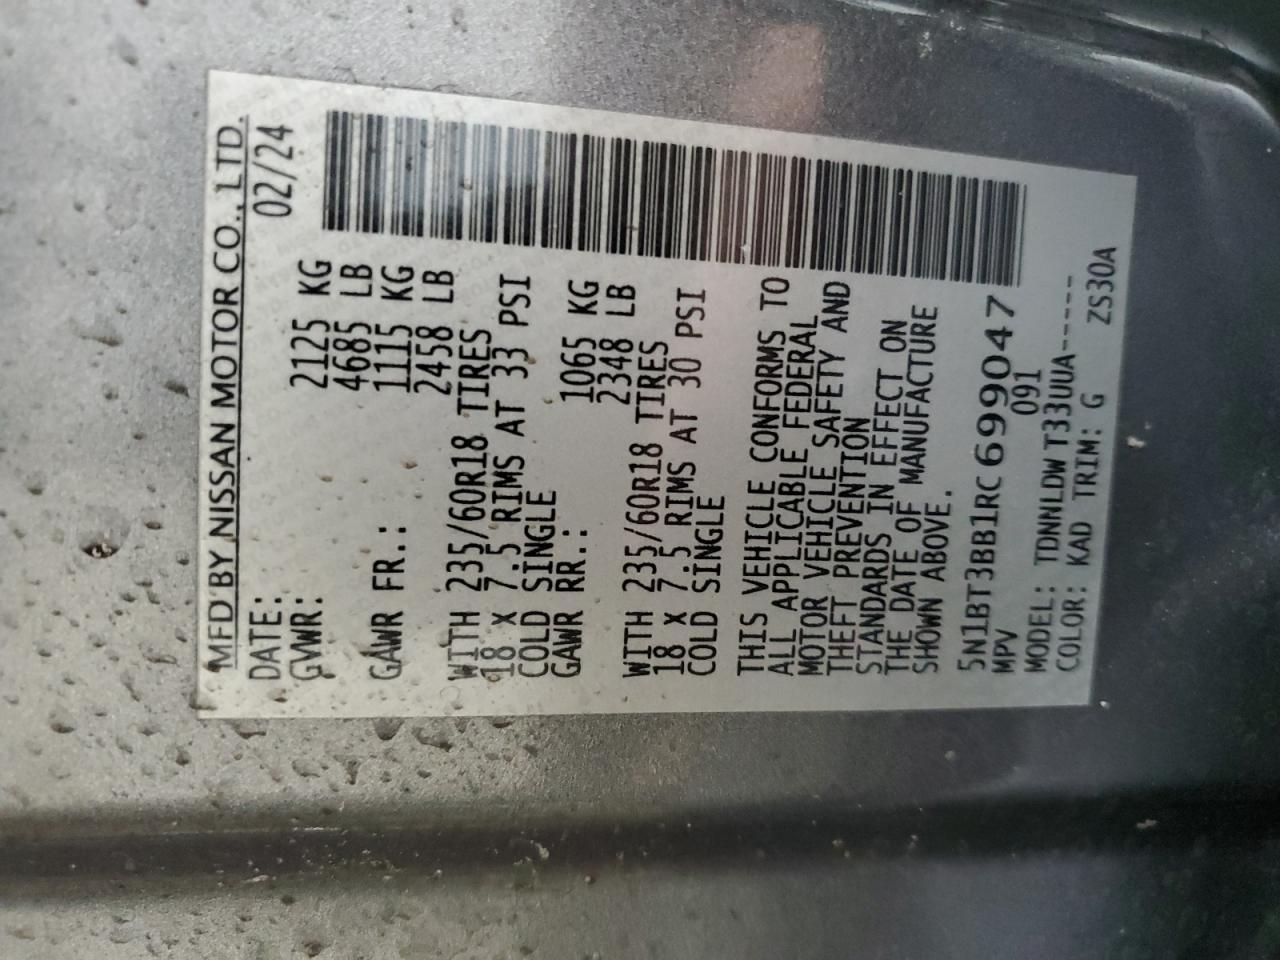 MFD'BY NISSAN MOTOR CO., LTD.
DATE: 02/24
GVWR: 2125 KG
4685 LB
GAWR FR.: 1115 KG
2458 LB
WITH 235/60R18 TIRES
18 X 7.5 RIMS AT 33 PSI
COLD SINGLE
GAWR RR.: 1065 KG
2348 LB
WITH 235/60R18 TIRES
18 X 7.5 RIMS AT 30 PSI
COLD SINGLE
THIS VEHICLE CONFORMS TO
ALL APPLICABLE FEDERAL
MOTOR VEHICLE SAFETY AND
THEFT PREVENTION
STANDARDS IN EFFECT ON
THE DATE OF MANUFACTURE
SHOWN ABOVE.
5N1BT3BB1RC699047
MPV 091
MODEL: TDNNLDW T33UUA-----
COLOR: KAD TRIM: G ZS30A